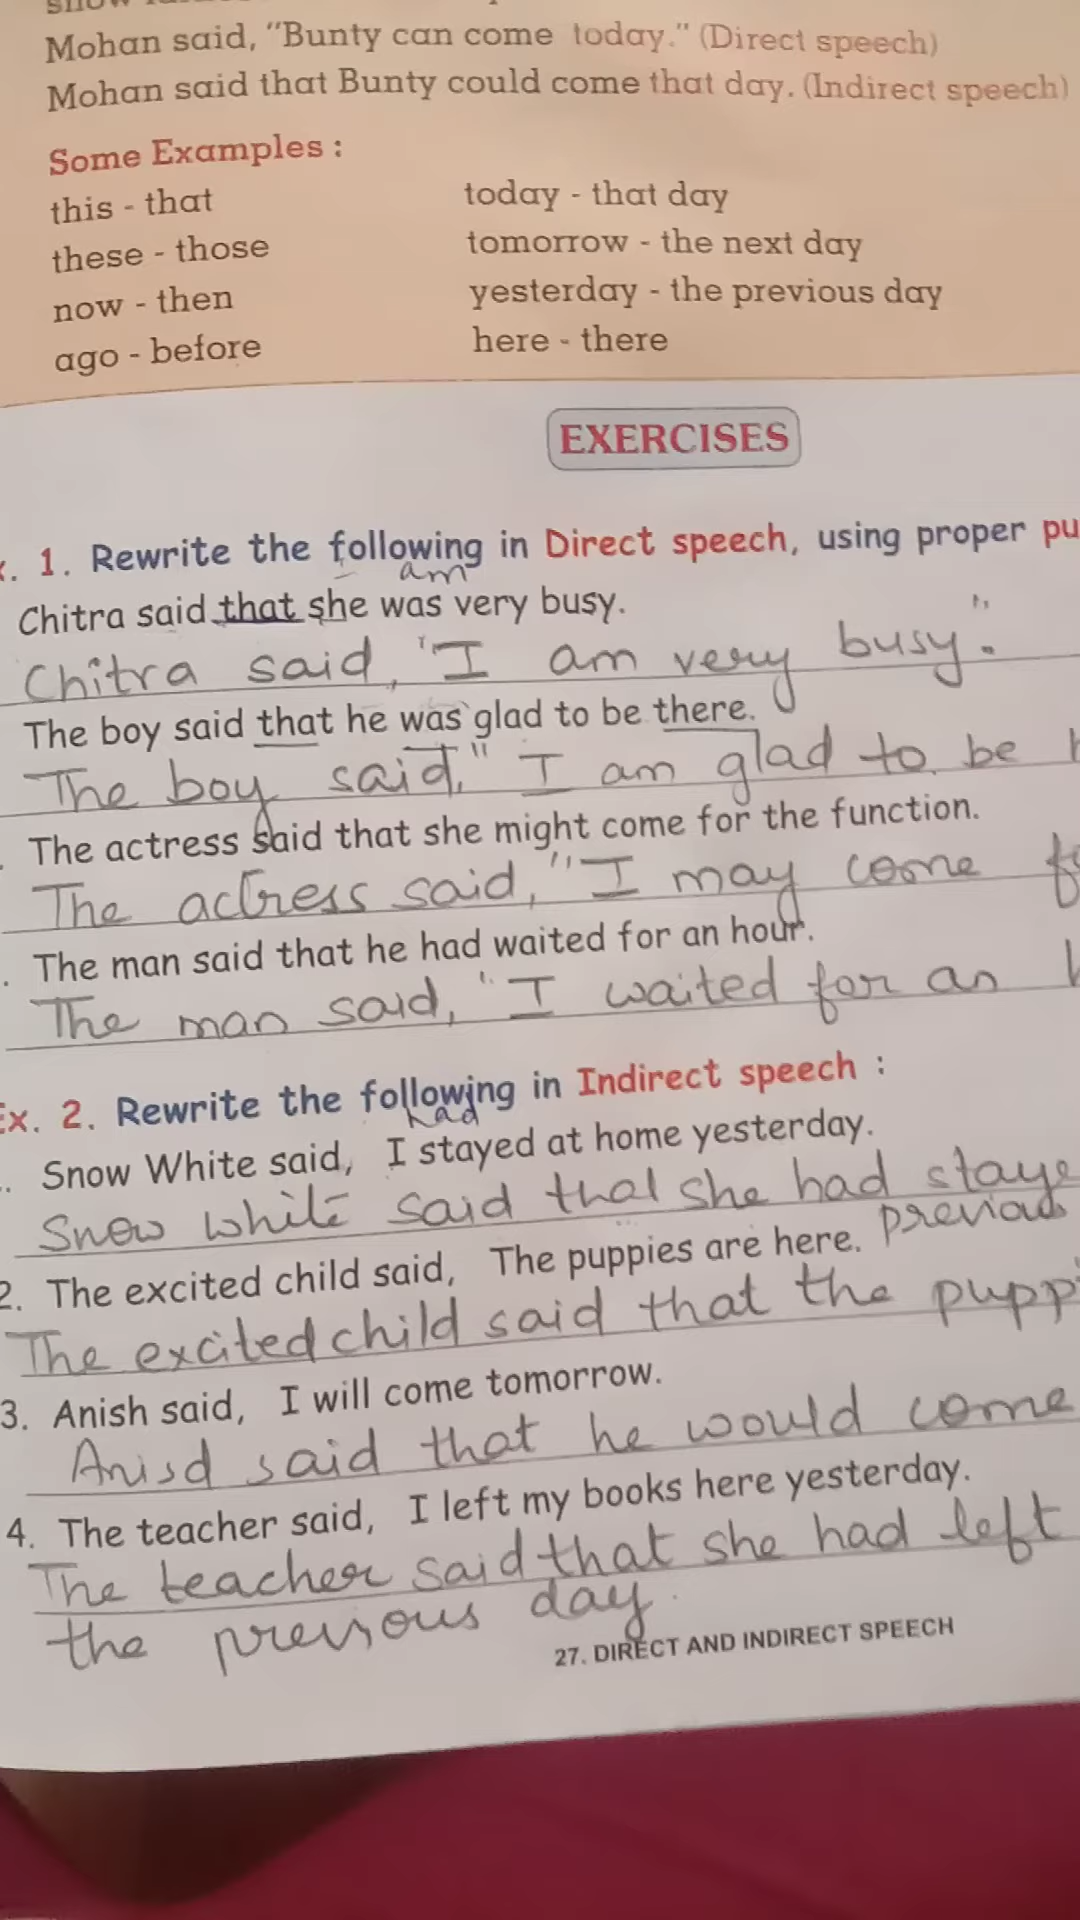 Mohan said, "Bunty can come today." (Direct speech)
Mohan said that Bunty could come that day. (Indirect speech)
Some Examples :
this - that
today - that day
these - those
tomorrow - the next day
now - then
yesterday - the previous day
ago - before
here - there
EXERCISES
1. Rewrite the following in Direct speech, using proper pu
am
Chitra said that she was very busy.
Chitra said, "I am very busy."
The boy said that he was glad to be there.
The boy said, "I am glad to be h
The actress said that she might come for the function.
The actress said, "I may come f
The man said that he had waited for an hour.
The man said, "I waited for an h
Ex. 2. Rewrite the following in Indirect speech :
had
Snow White said, I stayed at home yesterday.
Snow White said that she had staye
previous
2. The excited child said, The puppies are here.
The excited child said that the pupp
3. Anish said, I will come tomorrow.
Anisd said that he would come
4. The teacher said, I left my books here yesterday.
The teacher said that she had left
the previous day.
27. DIRECT AND INDIRECT SPEECH